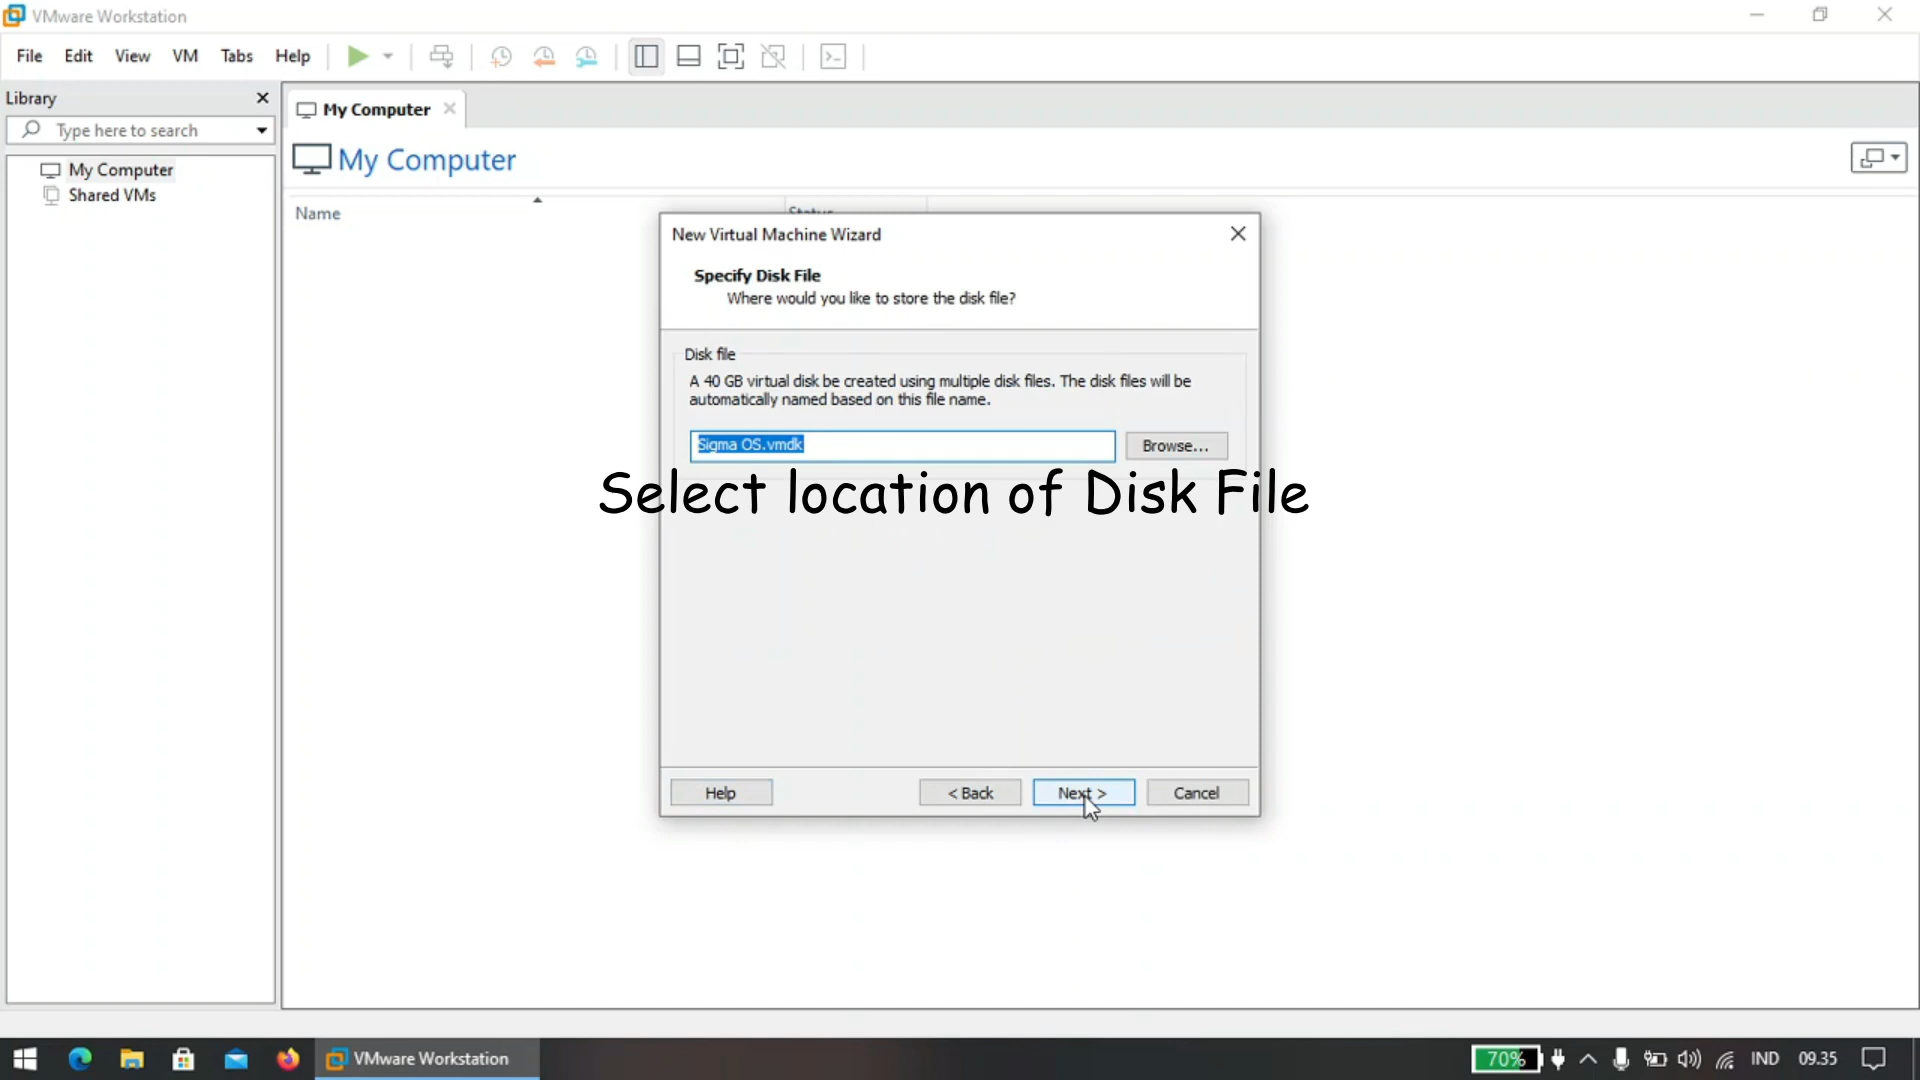 VMware Workstation
File Edit View VM Tabs Help
Library
My Computer
Type here to search
My Computer
My Computer
Shared VMs
Name
Status
New Virtual Machine Wizard
Specify Disk File
Where would you like to store the disk file?
Disk file
A 40 GB virtual disk be created using multiple disk files. The disk files will be
automatically named based on this file name.
Sigma OS.vmdk
Browse...
Select location of Disk File
Help
< Back
Next >
Cancel
VMware Workstation
70%
IND
09.35